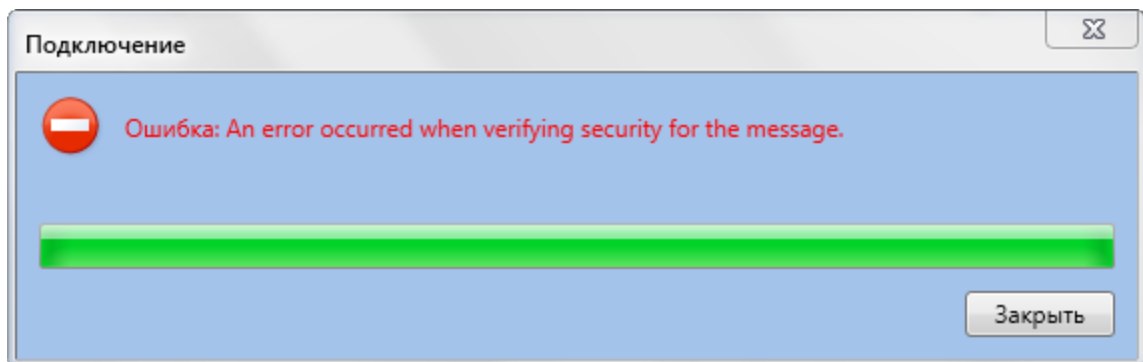 Подключение
Ошибка: An error occurred when verifying security for the message.
Закрыть